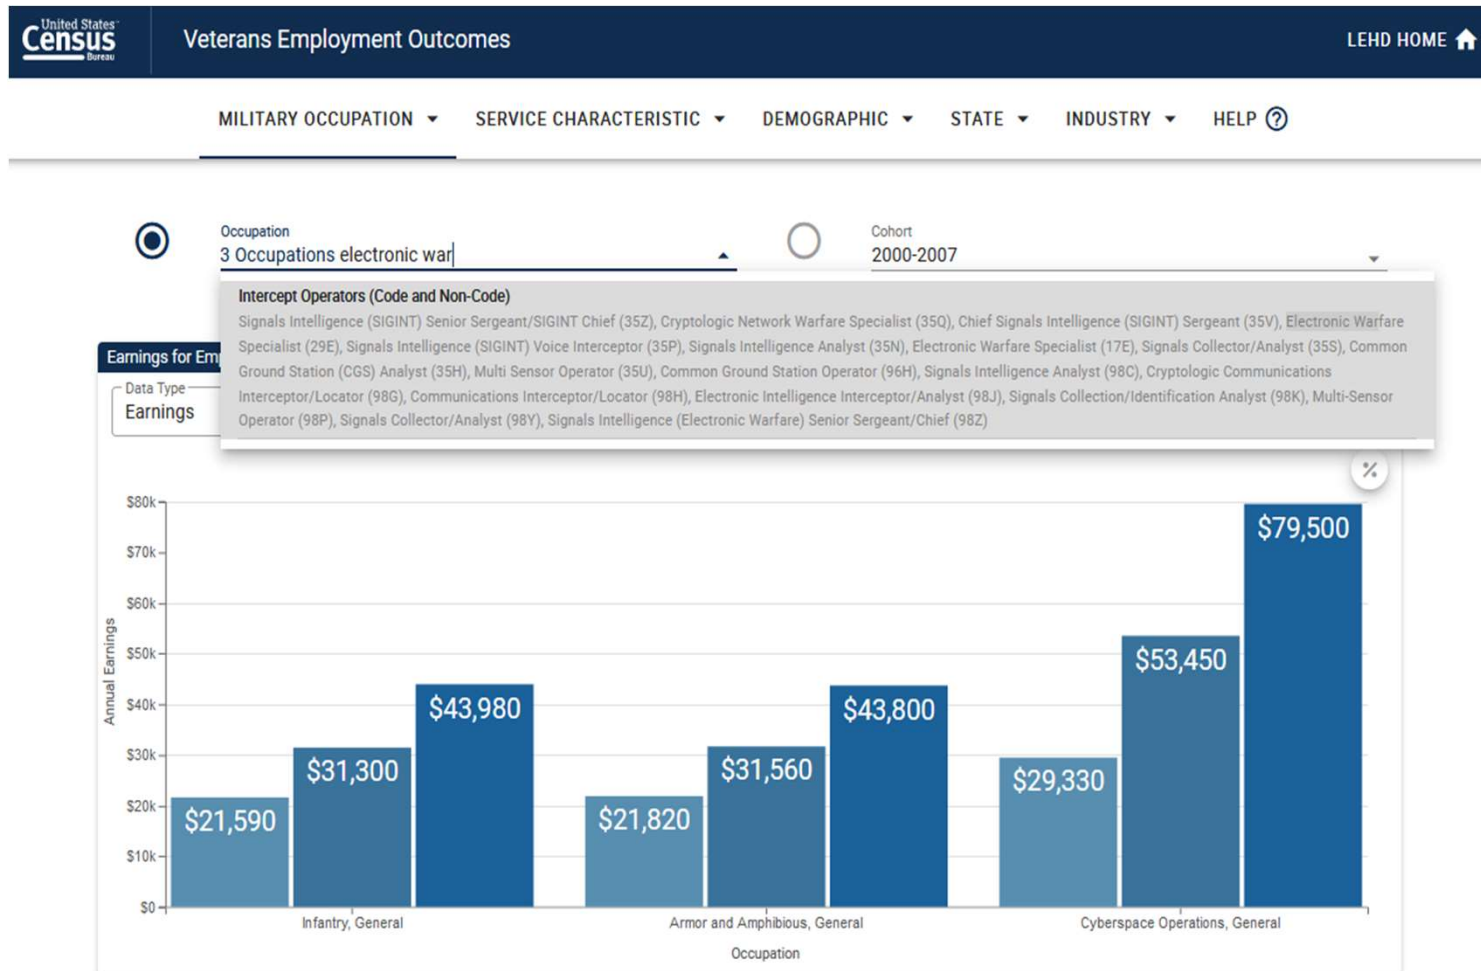 United States™
Census
Bureau
Veterans Employment Outcomes
LEHD HOME
MILITARY OCCUPATION
SERVICE CHARACTERISTIC
DEMOGRAPHIC
STATE
INDUSTRY
HELP ?
Occupation
3 Occupations electronic war
Cohort
2000-2007
Intercept Operators (Code and Non-Code)
Signals Intelligence (SIGINT) Senior Sergeant/SIGINT Chief (35Z), Cryptologic Network Warfare Specialist (35Q), Chief Signals Intelligence (SIGINT) Sergeant (35V), Electronic Warfare
Specialist (29E), Signals Intelligence (SIGINT) Voice Interceptor (35P), Signals Intelligence Analyst (35N), Electronic Warfare Specialist (17E), Signals Collector/Analyst (35S), Common
Ground Station (CGS) Analyst (35H), Multi Sensor Operator (35U), Common Ground Station Operator (96H), Signals Intelligence Analyst (98C), Cryptologic Communications
Interceptor/Locator (98G), Communications Interceptor/Locator (98H), Electronic Intelligence Interceptor/Analyst (98J), Signals Collection/Identification Analyst (98K), Multi-Sensor
Operator (98P), Signals Collector/Analyst (98Y), Signals Intelligence (Electronic Warfare) Senior Sergeant/Chief (98Z)
Earnings for Em
Data Type
Earnings
%
$80k
$70k
$60k
$50k
$40k
$30k
$20k
$10k
$0
Annual Earnings
$21,590
$31,300
$43,980
$21,820
$31,560
$43,800
$29,330
$53,450
$79,500
Infantry, General
Armor and Amphibious, General
Cyberspace Operations, General
Occupation